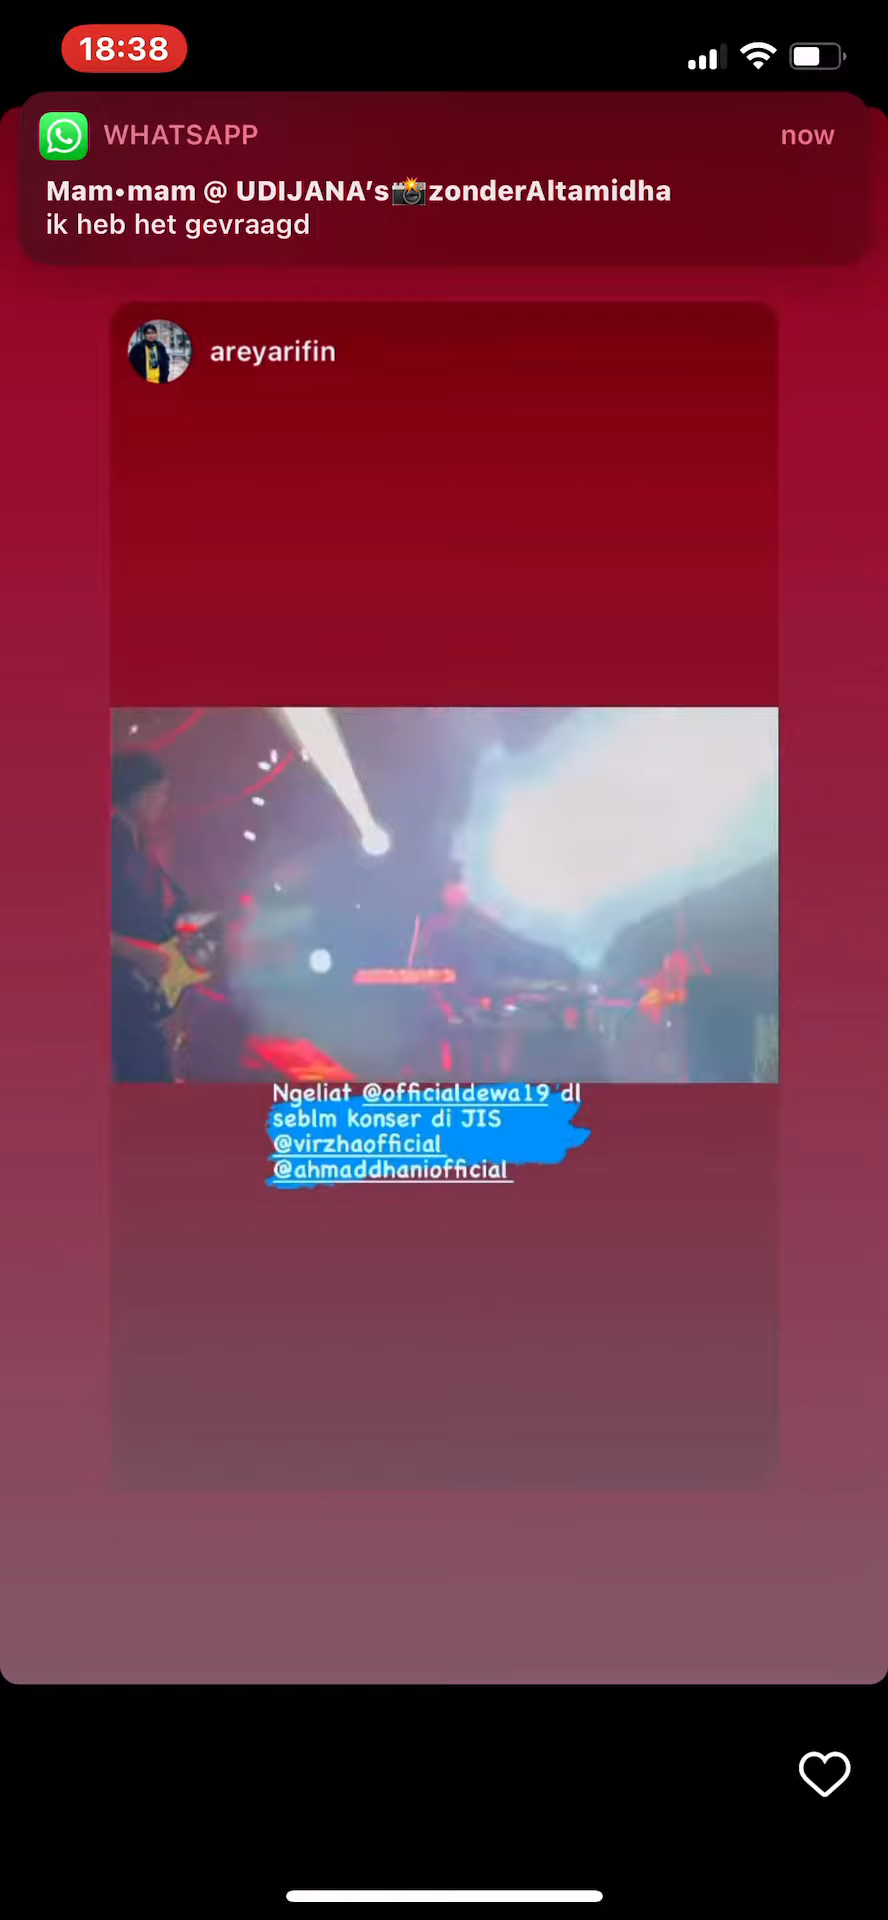 18:38
WHATSAPP
now
Mam•mam @ UDIJANA’s📸zonderAltamidha
ik heb het gevraagd
areyarifin
Ngeliat @officialdewa19 dl
seblm konser di JIS
@virzhaofficial
@ahmaddhaniofficial